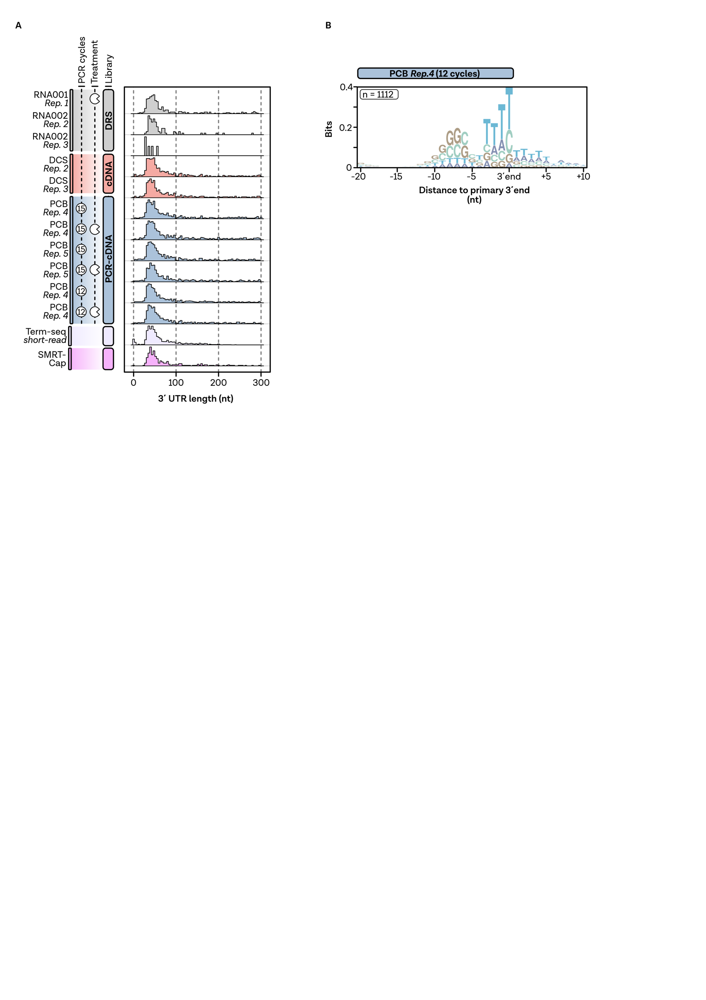 A
B
PCR cycles
Treatment
Library
RNA001
Rep. 1
RNA002
Rep. 2
RNA002
Rep. 3
DRS
DCS
Rep. 2
DCS
Rep. 3
cDNA
PCB
Rep. 4
15
PCB
Rep. 4
15
PCB
Rep. 5
15
PCB
Rep. 5
15
PCB
Rep. 4
12
PCB
Rep. 4
12
PCR-cDNA
Term-seq
short-read
SMRT-
Cap
0 100 200 300
3´ UTR length (nt)
PCB Rep.4 (12 cycles)
n = 1112
0.4
0.2
0
Bits
-20 -15 -10 -5 3´end +5 +10
Distance to primary 3´end
(nt)